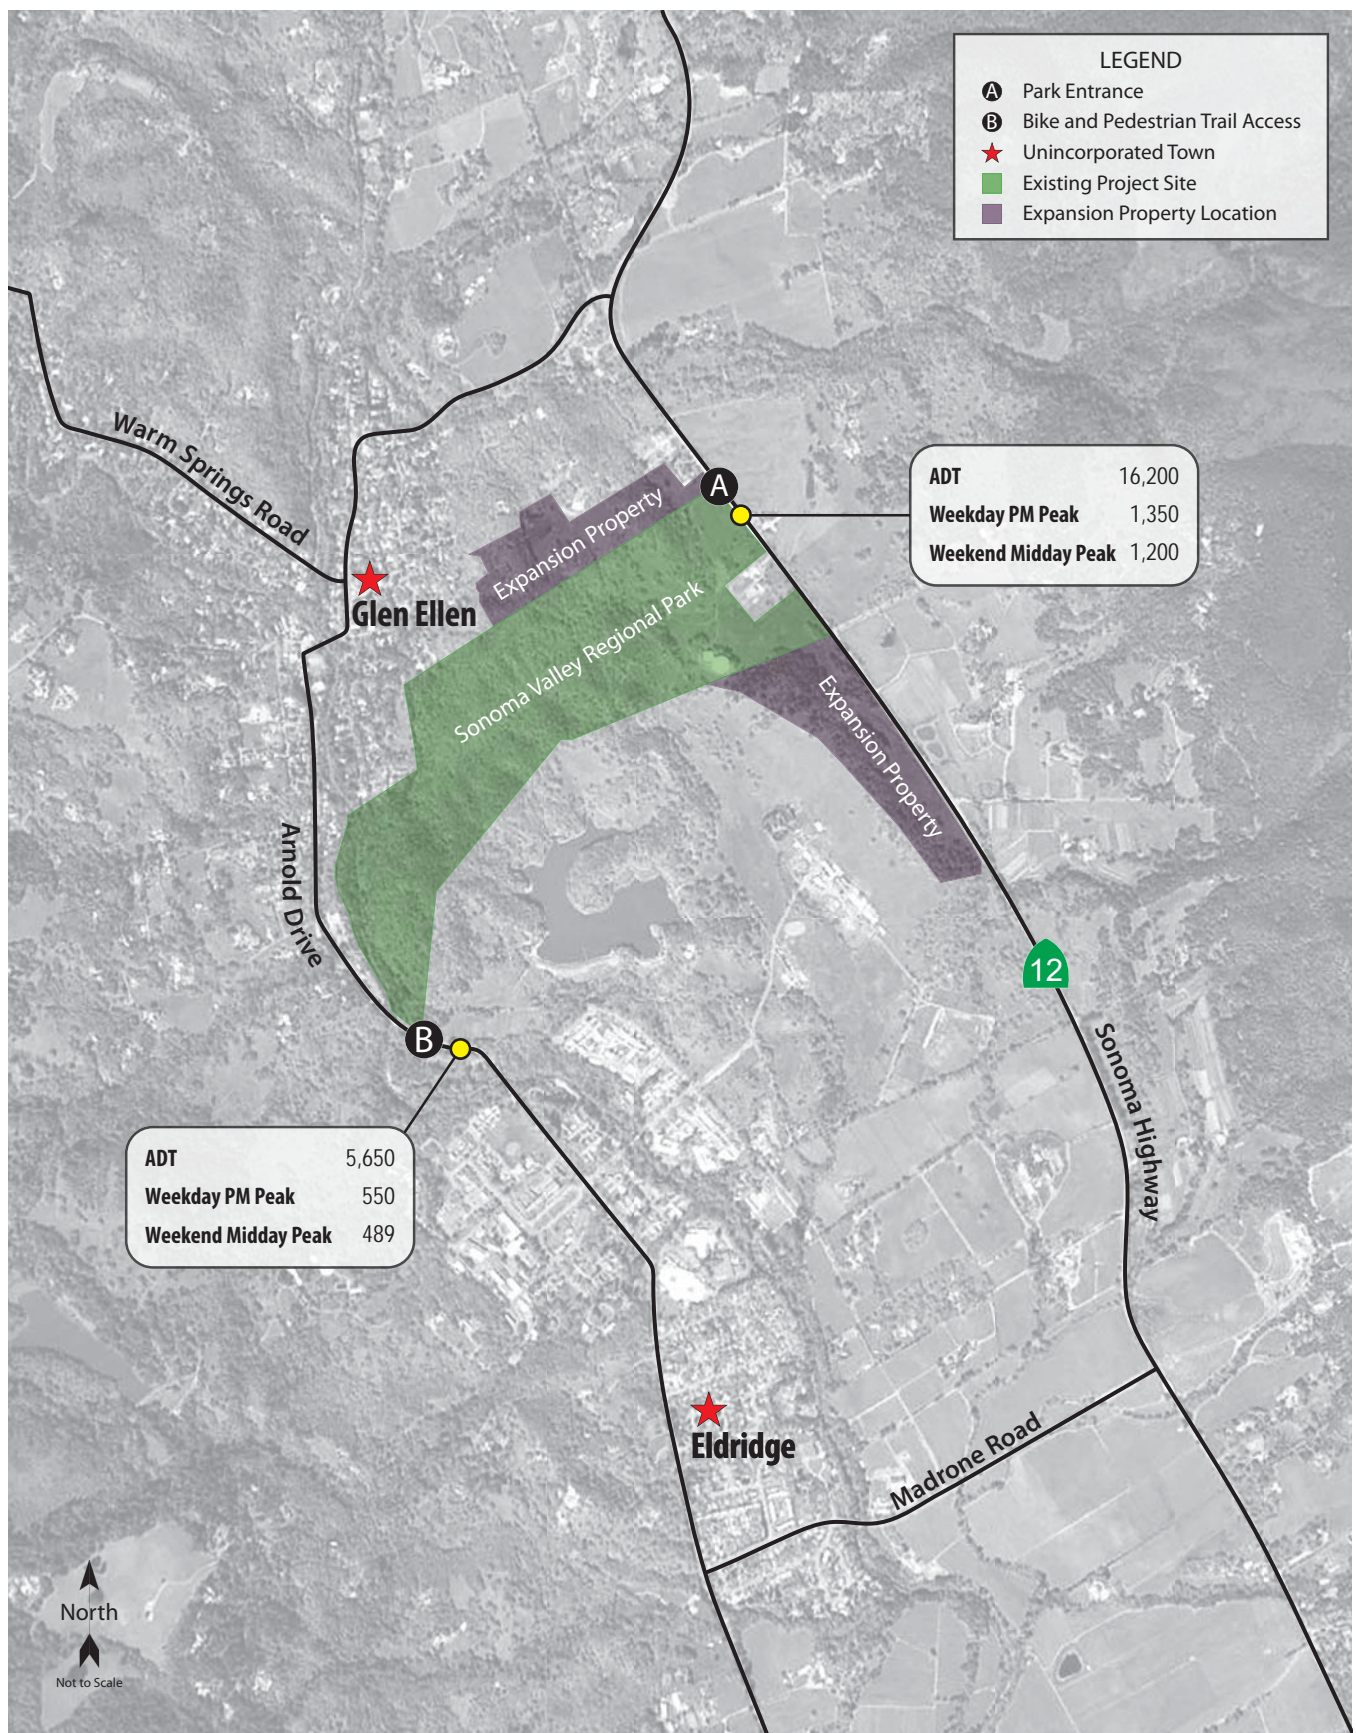 LEGEND
A Park Entrance
B Bike and Pedestrian Trail Access
Unincorporated Town
Existing Project Site
Expansion Property Location
Warm Springs Road
A
ADT 16,200
Weekday PM Peak 1,350
Weekend Midday Peak 1,200
Expansion Property
Glen Ellen
Sonoma Valley Regional Park
Expansion Property
Arnold Drive
12
B
Sonoma Highway
ADT 5,650
Weekday PM Peak 550
Weekend Midday Peak 489
Eldridge
Madrone Road
North
Not to Scale